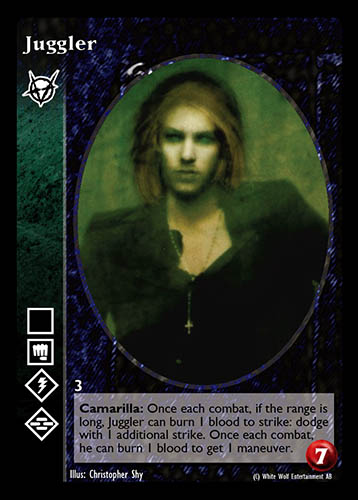 Juggler
3
Camarilla: Once each combat, if the range is
long, Juggler can burn 1 blood to strike: dodge
with 1 additional strike. Once each combat,
he can burn 1 blood to get 1 maneuver.
7
Illus: Christopher Shy
(C) White Wolf Entertainment AB